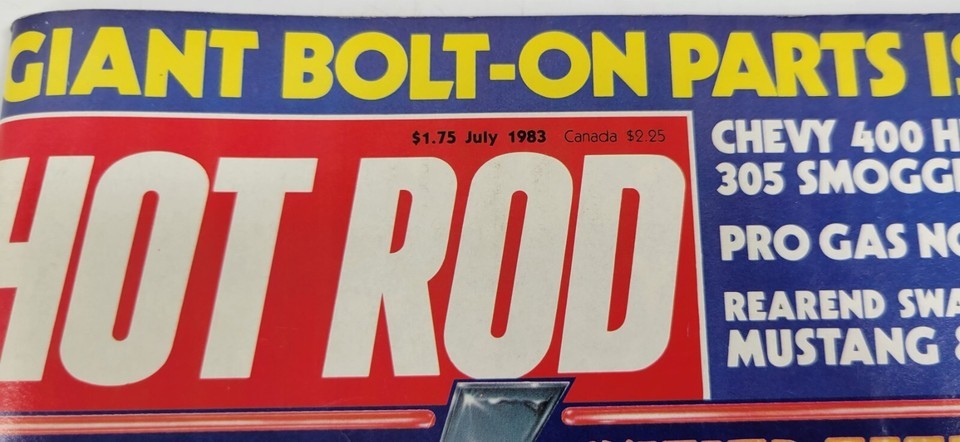 GIANT BOLT-ON PARTS
$1.75 July 1983 Canada $2.25
HOT ROD
CHEVY 400
305
PRO GAS
REAREND
MUSTANG